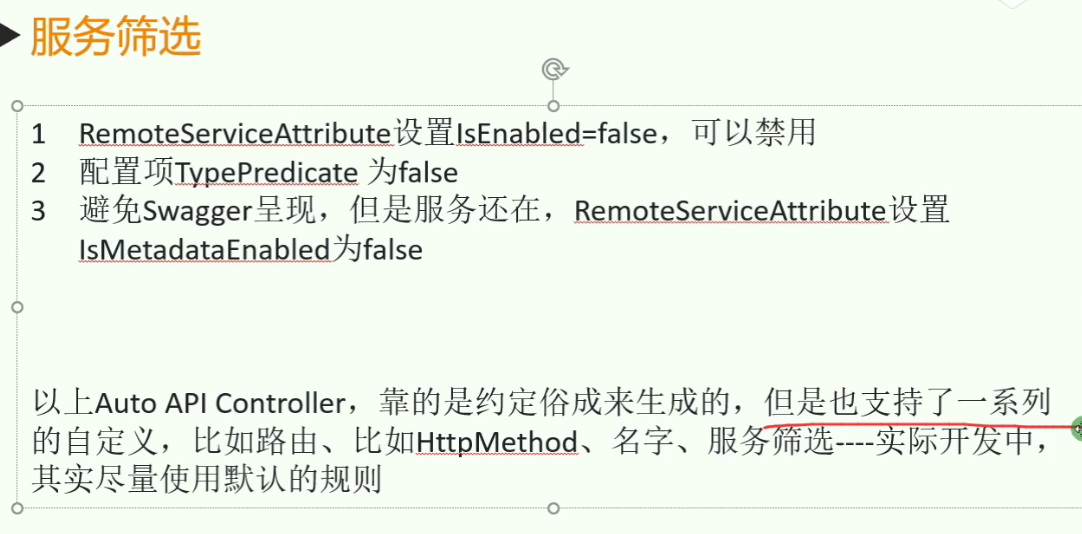 服务筛选
1 RemoteServiceAttribute设置IsEnabled=false，可以禁用
2 配置项TypePredicate 为false
3 避免Swagger呈现，但是服务还在，RemoteServiceAttribute设置
IsMetadataEnabled为false
以上Auto API Controller，靠的是约定俗成来生成的，但是也支持了一系列
的自定义，比如路由、比如HttpMethod、名字、服务筛选----实际开发中，
其实尽量使用默认的规则